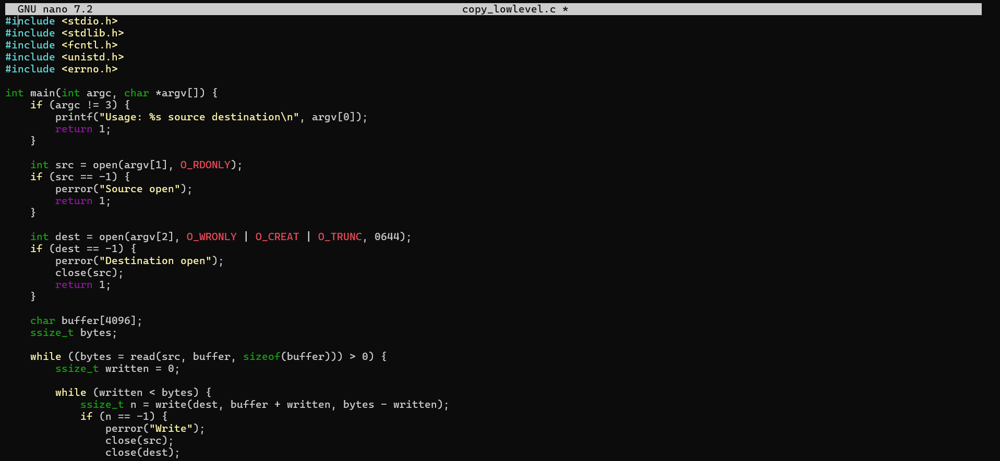 GNU nano 7.2 copy_lowlevel.c *
#include <stdio.h>
#include <stdlib.h>
#include <fcntl.h>
#include <unistd.h>
#include <errno.h>

int main(int argc, char *argv[]) {
    if (argc != 3) {
        printf("Usage: %s source destination\n", argv[0]);
        return 1;
    }

    int src = open(argv[1], O_RDONLY);
    if (src == -1) {
        perror("Source open");
        return 1;
    }

    int dest = open(argv[2], O_WRONLY | O_CREAT | O_TRUNC, 0644);
    if (dest == -1) {
        perror("Destination open");
        close(src);
        return 1;
    }

    char buffer[4096];
    ssize_t bytes;

    while ((bytes = read(src, buffer, sizeof(buffer))) > 0) {
        ssize_t written = 0;

        while (written < bytes) {
            ssize_t n = write(dest, buffer + written, bytes - written);
            if (n == -1) {
                perror("Write");
                close(src);
                close(dest);